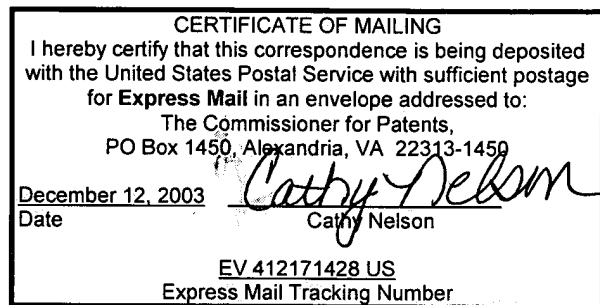 CERTIFICATE OF MAILING
I hereby certify that this correspondence is being deposited
with the United States Postal Service with sufficient postage
for Express Mail in an envelope addressed to:
The Commissioner for Patents,
PO Box 1450, Alexandria, VA 22313-1450
December 12, 2003 Cathy Nelson
Date Cathy Nelson
EV 412171428 US
Express Mail Tracking Number